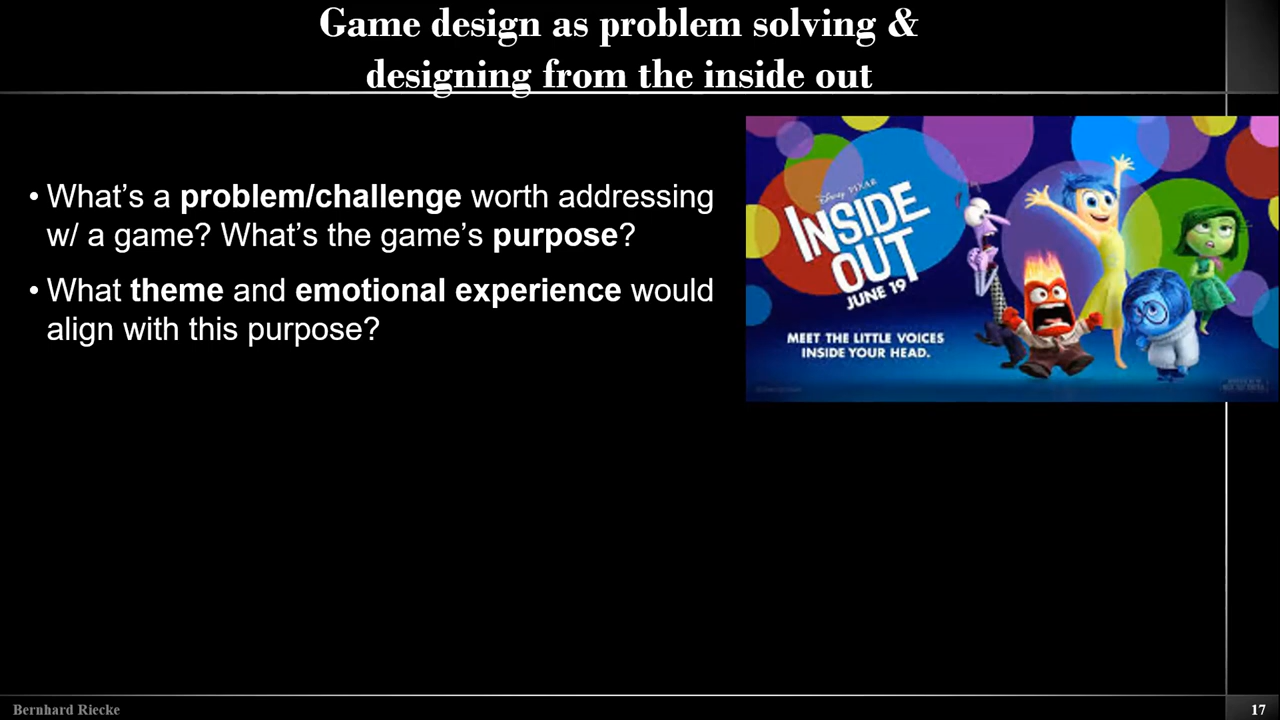 Game design as problem solving &
designing from the inside out
• What’s a problem/challenge worth addressing
w/ a game? What’s the game’s purpose?
• What theme and emotional experience would
align with this purpose?
DISNEY PIXAR
INSIDE
OUT
JUNE 19
MEET THE LITTLE VOICES
INSIDE YOUR HEAD.
Bernhard Riecke
17